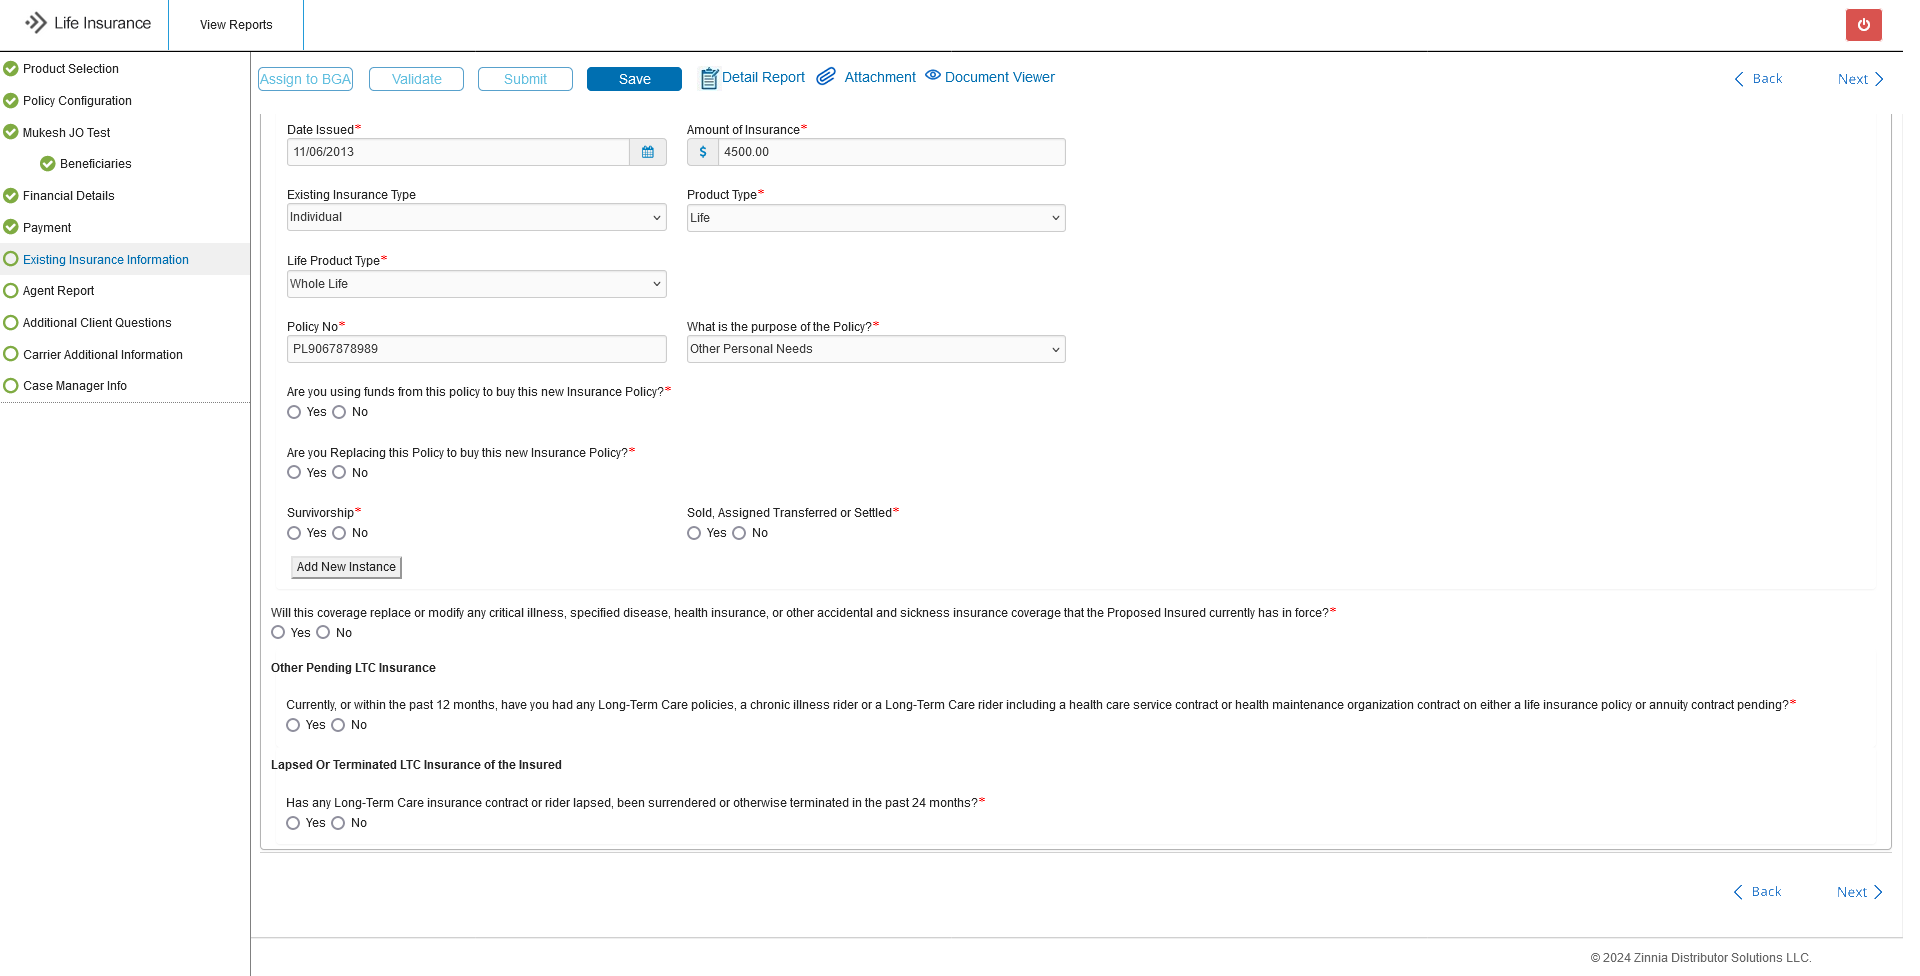 Life Insurance
View Reports
Product Selection
Policy Configuration
Mukesh JO Test
Beneficiaries
Financial Details
Payment
Existing Insurance Information
Agent Report
Additional Client Questions
Carrier Additional Information
Case Manager Info
Assign to BGA Validate Submit Save Detail Report Attachment Document Viewer Back Next
Date Issued* Amount of Insurance*
11/06/2013 $ 4500.00
Existing Insurance Type Product Type*
Individual Life
Life Product Type*
Whole Life
Policy No* What is the purpose of the Policy?*
PL9067878989 Other Personal Needs
Are you using funds from this policy to buy this new Insurance Policy?*
Yes No
Are you Replacing this Policy to buy this new Insurance Policy?*
Yes No
Survivorship* Sold, Assigned Transferred or Settled*
Yes No Yes No
Add New Instance
Will this coverage replace or modify any critical illness, specified disease, health insurance, or other accidental and sickness insurance coverage that the Proposed Insured currently has in force?*
Yes No
Other Pending LTC Insurance
Currently, or within the past 12 months, have you had any Long-Term Care policies, a chronic illness rider or a Long-Term Care rider including a health care service contract or health maintenance organization contract on either a life insurance policy or annuity contract pending?*
Yes No
Lapsed Or Terminated LTC Insurance of the Insured
Has any Long-Term Care insurance contract or rider lapsed, been surrendered or otherwise terminated in the past 24 months?*
Yes No
Back Next
© 2024 Zinnia Distributor Solutions LLC.